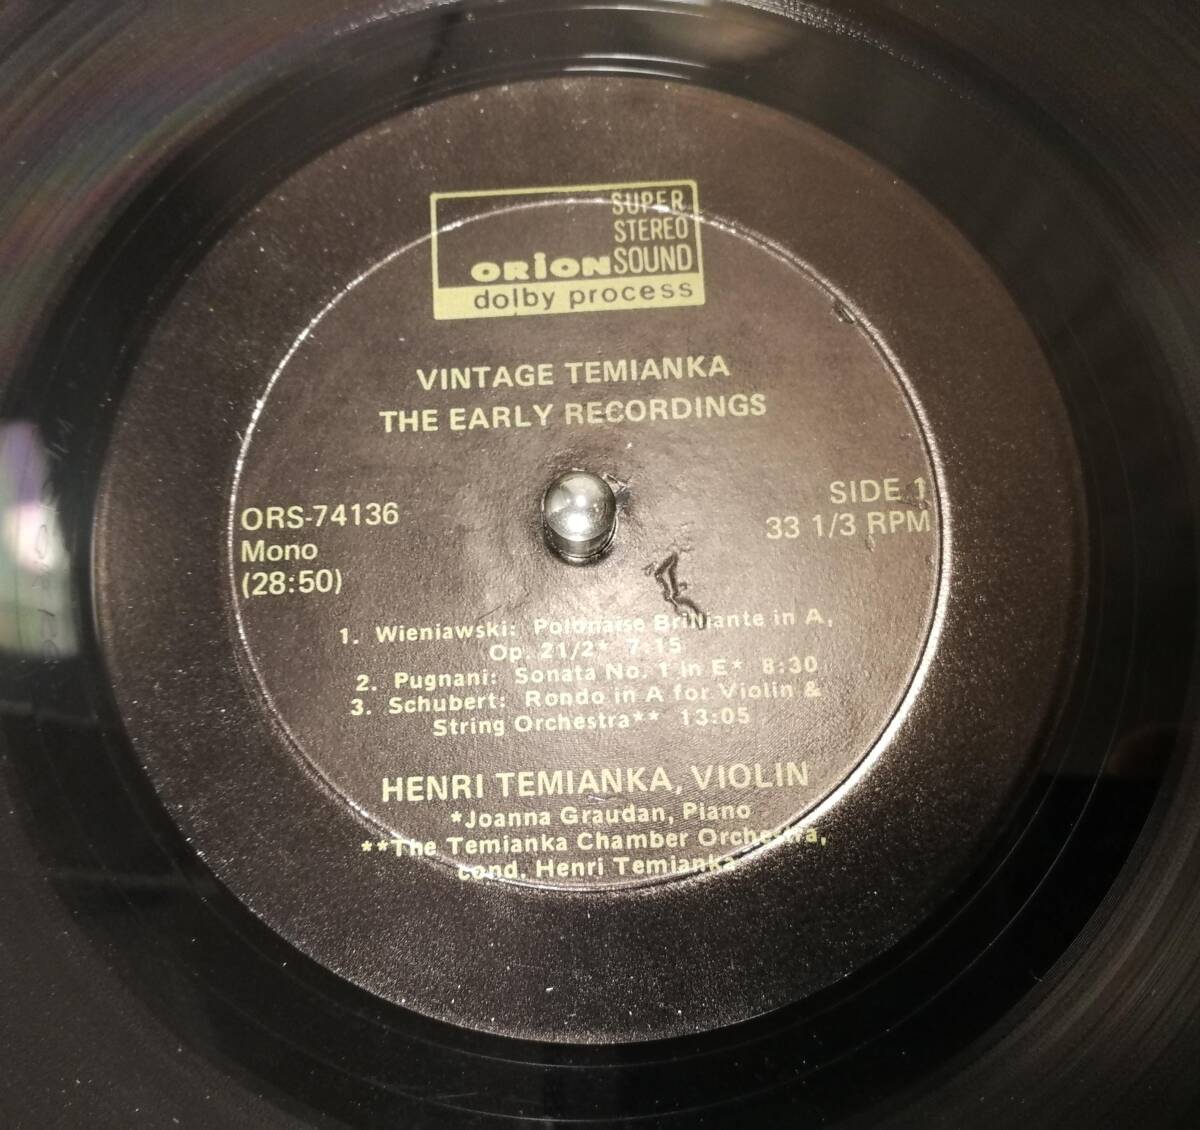 SUPER
STEREO
ORION SOUND
dolby process
VINTAGE TEMIANKA
THE EARLY RECORDINGS
ORS-74136
Mono
(28:50)
SIDE 1
33 1/3 RPM
1. Wieniawski: Polonaise Brilliante in A,
Op. 21/2* 7:15
2. Pugnani: Sonata No. 1 in E* 8:30
3. Schubert: Rondo in A for Violin &
String Orchestra** 13:05
HENRI TEMIANKA, VIOLIN
*Joanna Graudan, Piano
**The Temianka Chamber Orchestra,
cond. Henri Temianka